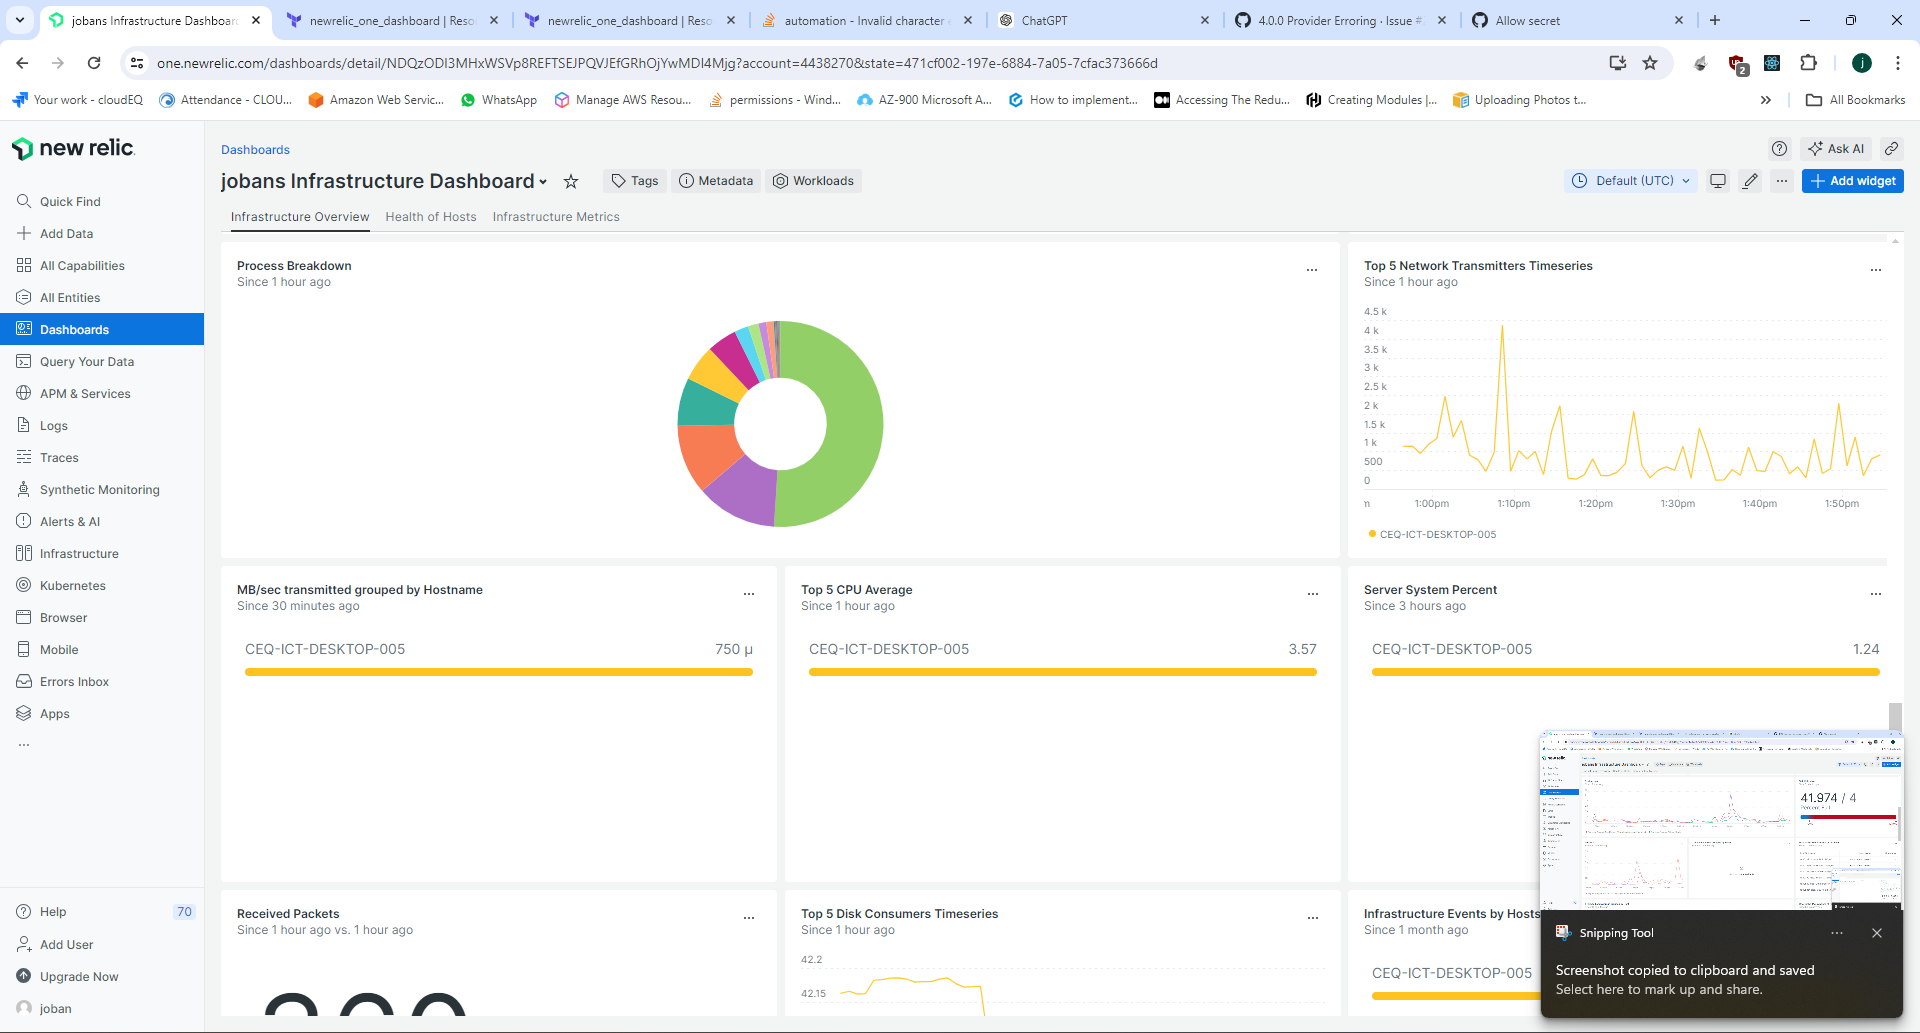 jobans Infrastructure Dashboar
newrelic_one_dashboard | Reso
newrelic_one_dashboard | Reso
automation - Invalid character
ChatGPT
4.0.0 Provider Erroring · Issue #
Allow secret
one.newrelic.com/dashboards/detail/NDQzODI3MHxWSVp8REFTSEJPQVJEfGRhOjYwMDI4Mjg?account=4438270&state=471cf002-197e-6884-7a05-7cfac373666d
2
j
Your work - cloudEQ
Attendance - CLOU...
Amazon Web Servic...
WhatsApp
Manage AWS Resou...
permissions - Wind...
AZ-900 Microsoft A...
How to implement...
Accessing The Redu...
Creating Modules |...
Uploading Photos t...
All Bookmarks
new relic.
Quick Find
Add Data
All Capabilities
All Entities
Dashboards
Query Your Data
APM & Services
Logs
Traces
Synthetic Monitoring
Alerts & AI
Infrastructure
Kubernetes
Browser
Mobile
Errors Inbox
Apps
...
Help
70
Add User
Upgrade Now
joban
Dashboards
Ask AI
jobans Infrastructure Dashboard
Tags
Metadata
Workloads
Default (UTC)
Add widget
Infrastructure Overview
Health of Hosts
Infrastructure Metrics
Process Breakdown
Since 1 hour ago
Top 5 Network Transmitters Timeseries
Since 1 hour ago
4.5 k
4 k
3.5 k
3 k
2.5 k
2 k
1.5 k
1 k
500
0
m
1:00pm
1:10pm
1:20pm
1:30pm
1:40pm
1:50pm
CEQ-ICT-DESKTOP-005
MB/sec transmitted grouped by Hostname
Since 30 minutes ago
CEQ-ICT-DESKTOP-005
750 μ
Top 5 CPU Average
Since 1 hour ago
CEQ-ICT-DESKTOP-005
3.57
Server System Percent
Since 3 hours ago
CEQ-ICT-DESKTOP-005
1.24
Received Packets
Since 1 hour ago vs. 1 hour ago
Top 5 Disk Consumers Timeseries
Since 1 hour ago
42.2
42.15
Infrastructure Events by Hosts
Since 1 month ago
CEQ-ICT-DESKTOP-005
new relic
41.974 / 4
Snipping Tool
Screenshot copied to clipboard and saved
Select here to mark up and share.